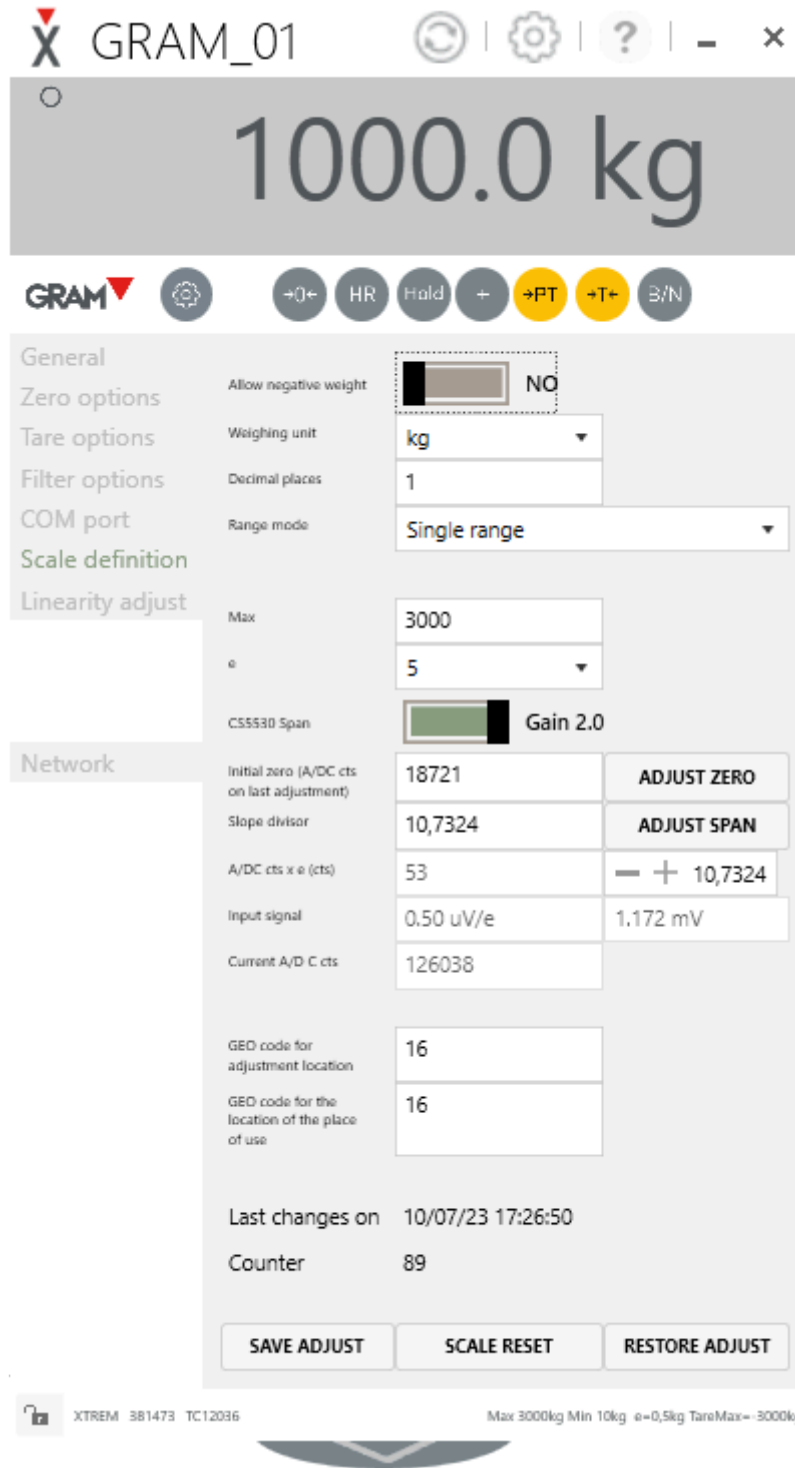 GRAM_01
?
1000.0 kg
GRAM
→0←
HR
Hold
+
→PT
→T←
B/N
General
Zero options
Tare options
Filter options
COM port
Scale definition
Linearity adjust
Network
Allow negative weight
NO
Weighing unit
kg
Decimal places
1
Range mode
Single range
Max
3000
e
5
CS5530 Span
Gain 2.0
Initial zero (A/DC cts
on last adjustment)
18721
ADJUST ZERO
Slope divisor
10,7324
ADJUST SPAN
A/DC cts x e (cts)
53
10,7324
Input signal
0.50 uV/e
1.172 mV
Current A/D C cts
126038
GEO code for
adjustment location
16
GEO code for the
location of the place
of use
16
Last changes on 10/07/23 17:26:50
Counter 89
SAVE ADJUST
SCALE RESET
RESTORE ADJUST
XTREM 381473 TC12036
Max 3000kg Min 10kg e=0,5kg TareMax=-3000k